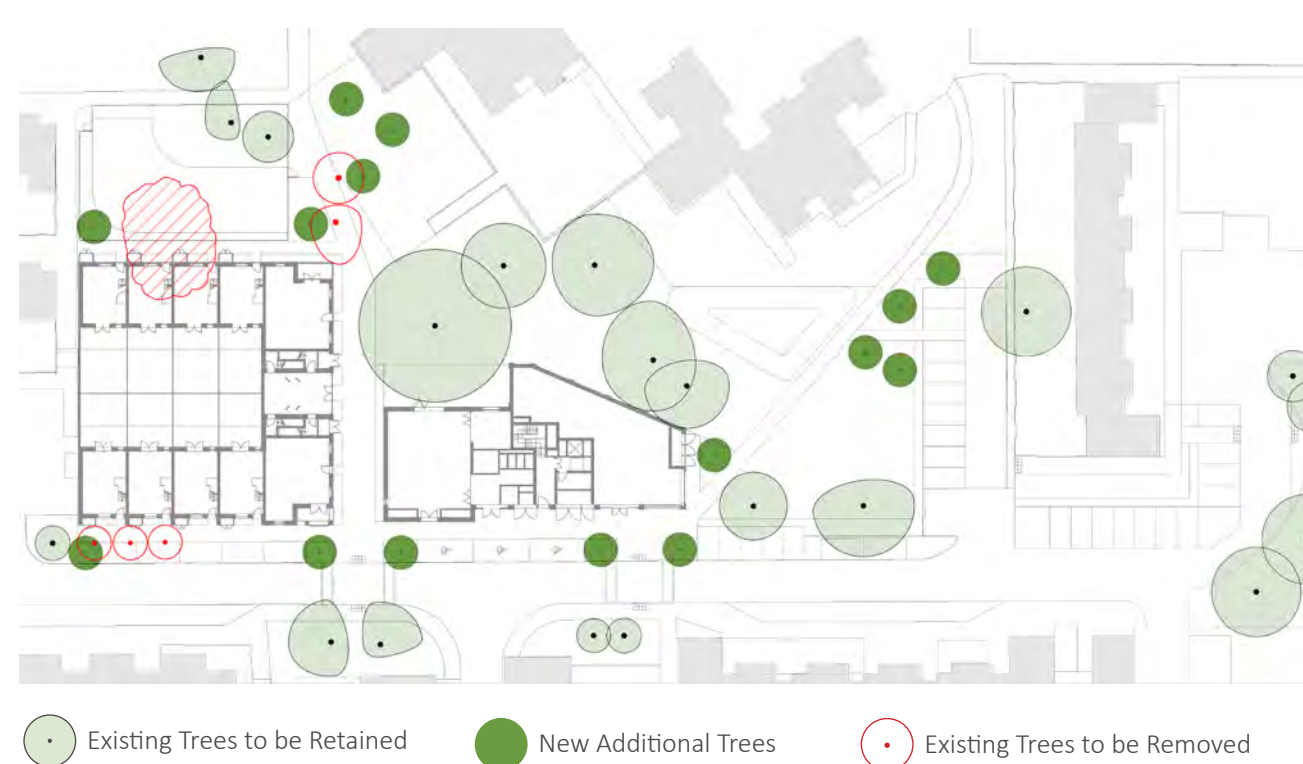 Existing Trees to be Retained
New Additional Trees
Existing Trees to be Removed